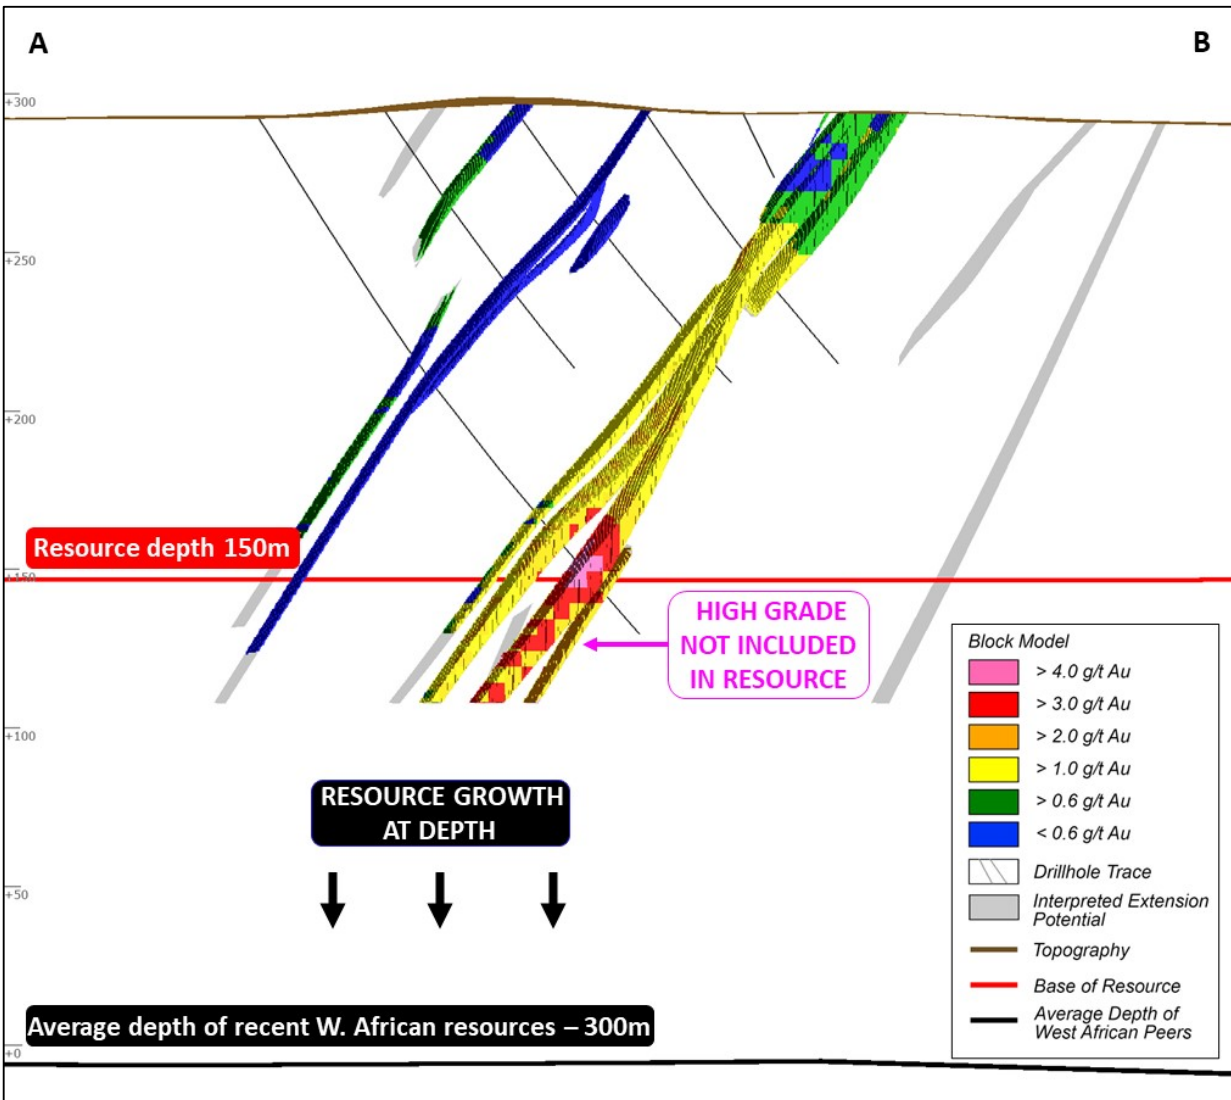 A
B
+300
+250
+200
Resource depth 150m
+150
HIGH GRADE
NOT INCLUDED
IN RESOURCE
+100
RESOURCE GROWTH
AT DEPTH
+50
Average depth of recent W. African resources – 300m
+0
Block Model
> 4.0 g/t Au
> 3.0 g/t Au
> 2.0 g/t Au
> 1.0 g/t Au
> 0.6 g/t Au
< 0.6 g/t Au
Drillhole Trace
Interpreted Extension
Potential
Topography
Base of Resource
Average Depth of
West African Peers